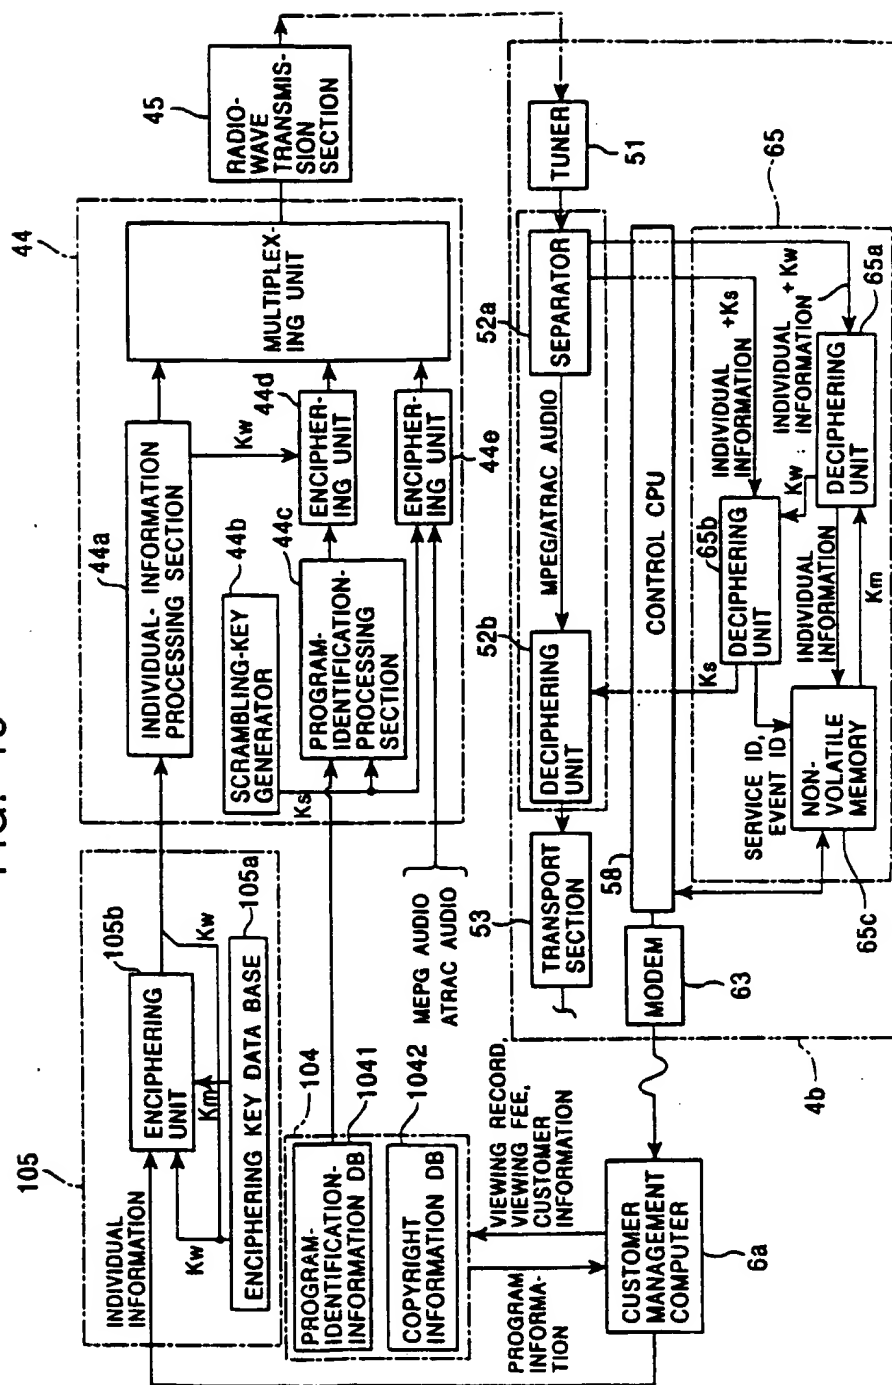 105
INDIVIDUAL
INFORMATION
105b
ENCIPHERING
UNIT
Kw
Km
Kw
105a
ENCIPHERING KEY DATA BASE
104
PROGRAM-
IDENTIFICATION-
INFORMATION DB
1041
COPYRIGHT
INFORMATION DB
1042
MEPG AUDIO
ATRAC AUDIO
PROGRAM
INFORMA-
TION
VIEWING RECORD,
VIEWING FEE,
CUSTOMER
INFORMATION
CUSTOMER
MANAGEMENT
COMPUTER
6a
44
44a
INDIVIDUAL- INFORMATION
PROCESSING SECTION
Kw
SCRAMBLING-KEY
GENERATOR
44b
Ks
44c
PROGRAM-
IDENTIFICATION-
PROCESSING
SECTION
44d
ENCIPHER-
ING UNIT
ENCIPHER-
ING UNIT
44e
MULTIPLEX-
ING UNIT
45
RADIO-
WAVE
TRANSMIS-
SION
SECTION
TUNER
51
52a
SEPARATOR
MPEG/ATRAC AUDIO
52b
DECIPHERING
UNIT
53
TRANSPORT
SECTION
58
CONTROL CPU
MODEM
63
4b
65
INDIVIDUAL
INFORMATION +Ks
INDIVIDUAL
INFORMATION + Kw
65a
DECIPHERING
UNIT
Kw
65b
DECIPHERING
UNIT
Ks
INDIVIDUAL
INFORMATION
Km
SERVICE ID,
EVENT ID
NON-
VOLATILE
MEMORY
65c